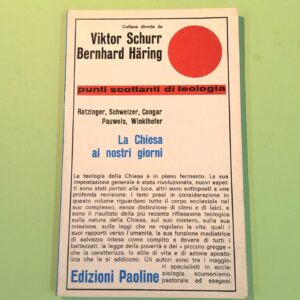 Collana diretta da
Viktor Schurr
Bernhard Häring
punti scottanti di teologia
Ratzinger, Schweizer, Congar
Pauwels, Winklhofer
La Chiesa
ai nostri giorni
La teologia della Chiesa è in pieno fermento. La sua
impostazione generale è stata rivoluzionata, nuovi aspet-
ti sono stati portati alla luce, altri sono sottoposti a una
profonda revisione. I temi presi in considerazione in
questo volume riguardano tutto il corpo ecclesiale nel
suo complesso, senza distinzione di clero e di laici, e
sono il risultato della più recente riflessione teologica
sulla natura della Chiesa, sul suo mistero, sulla sua
missione, sulle leggi che ne regolano la vita, quali i
suoi rapporti verso l'umanità, la sua funzione mediatrice
di salvezza intesa come compito e dovere di tutti i
battezzati, la legge della povertà e del « piccolo gregge »
che la caratterizza, lo stile di vita e di azione apostoli-
ca che le si addicono. Gli autori sono tra i maggio-
ri specialisti in eccle-
siologia, ecumenismo,
pastorale ed esegesi
Edizioni Paoline